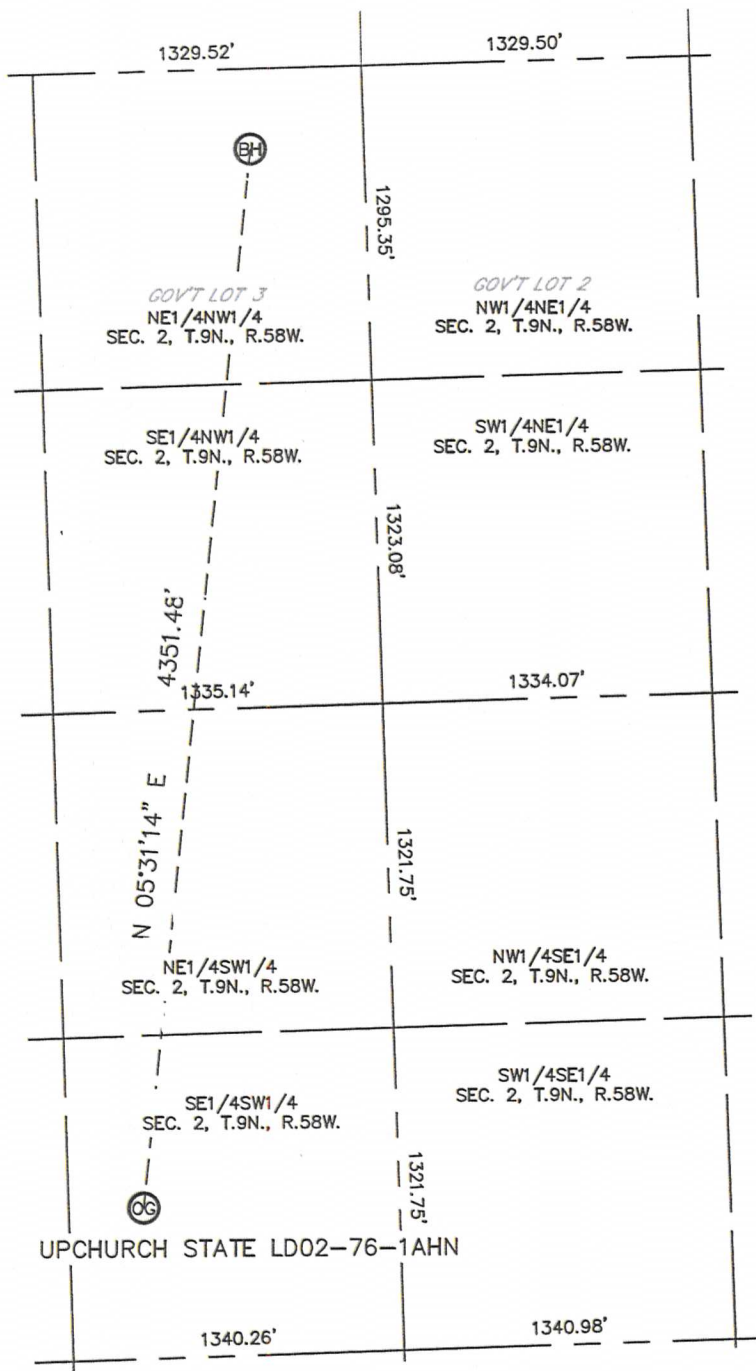 1329.52'
1329.50'
BH
1295.35'
GOV'T LOT 3
NE1/4NW1/4
SEC. 2, T.9N., R.58W.
GOV'T LOT 2
NW1/4NE1/4
SEC. 2, T.9N., R.58W.
SE1/4NW1/4
SEC. 2, T.9N., R.58W.
SW1/4NE1/4
SEC. 2, T.9N., R.58W.
1323.08'
4351.48'
1335.14'
1334.07'
N 05°31'14" E
1321.75'
NE1/4SW1/4
SEC. 2, T.9N., R.58W.
NW1/4SE1/4
SEC. 2, T.9N., R.58W.
SE1/4SW1/4
SEC. 2, T.9N., R.58W.
SW1/4SE1/4
SEC. 2, T.9N., R.58W.
1321.75'
OG
UPCHURCH STATE LD02-76-1AHN
1340.26'
1340.98'